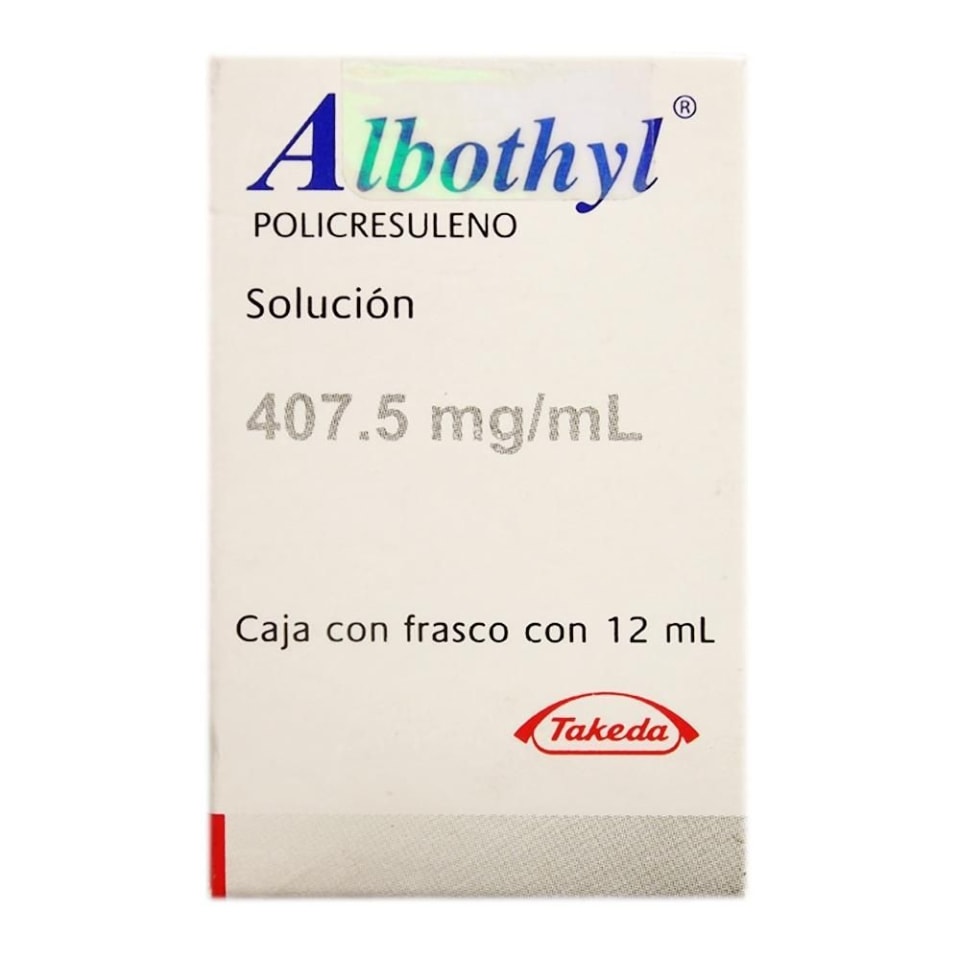 Albothyl®
POLICRESULENO
Solución
407.5 mg/mL
Caja con frasco con 12 mL
Takeda